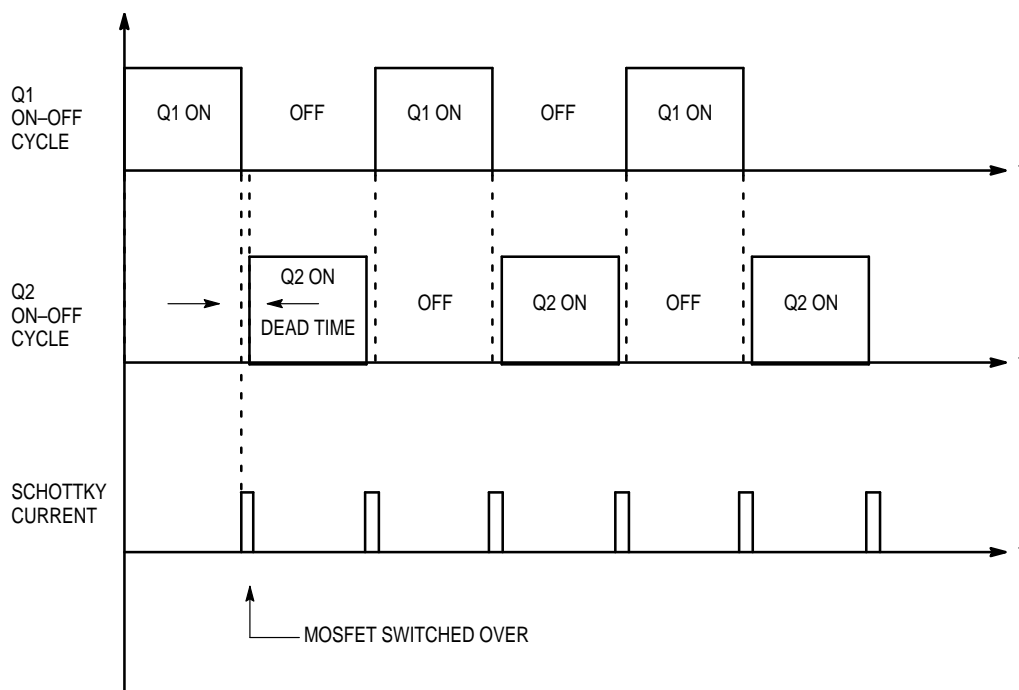 Q1
ON–OFF
CYCLE
Q1 ON
OFF
Q1 ON
OFF
Q1 ON
Q2
ON–OFF
CYCLE
Q2 ON
DEAD TIME
OFF
Q2 ON
OFF
Q2 ON
SCHOTTKY
CURRENT
MOSFET SWITCHED OVER